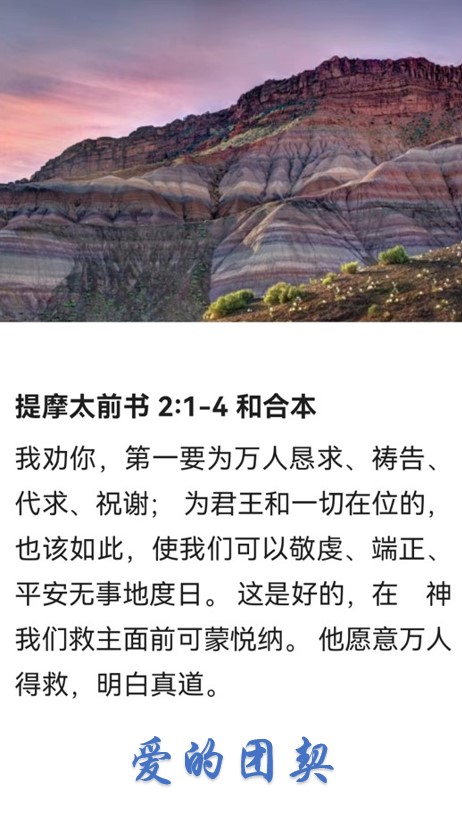 提摩太前书 2:1-4 和合本
我劝你，第一要为万人恳求、祷告、
代求、祝谢； 为君王和一切在位的，
也该如此，使我们可以敬虔、端正、
平安无事地度日。 这是好的，在　神
我们救主面前可蒙悦纳。 他愿意万人
得救，明白真道。
爱的团契